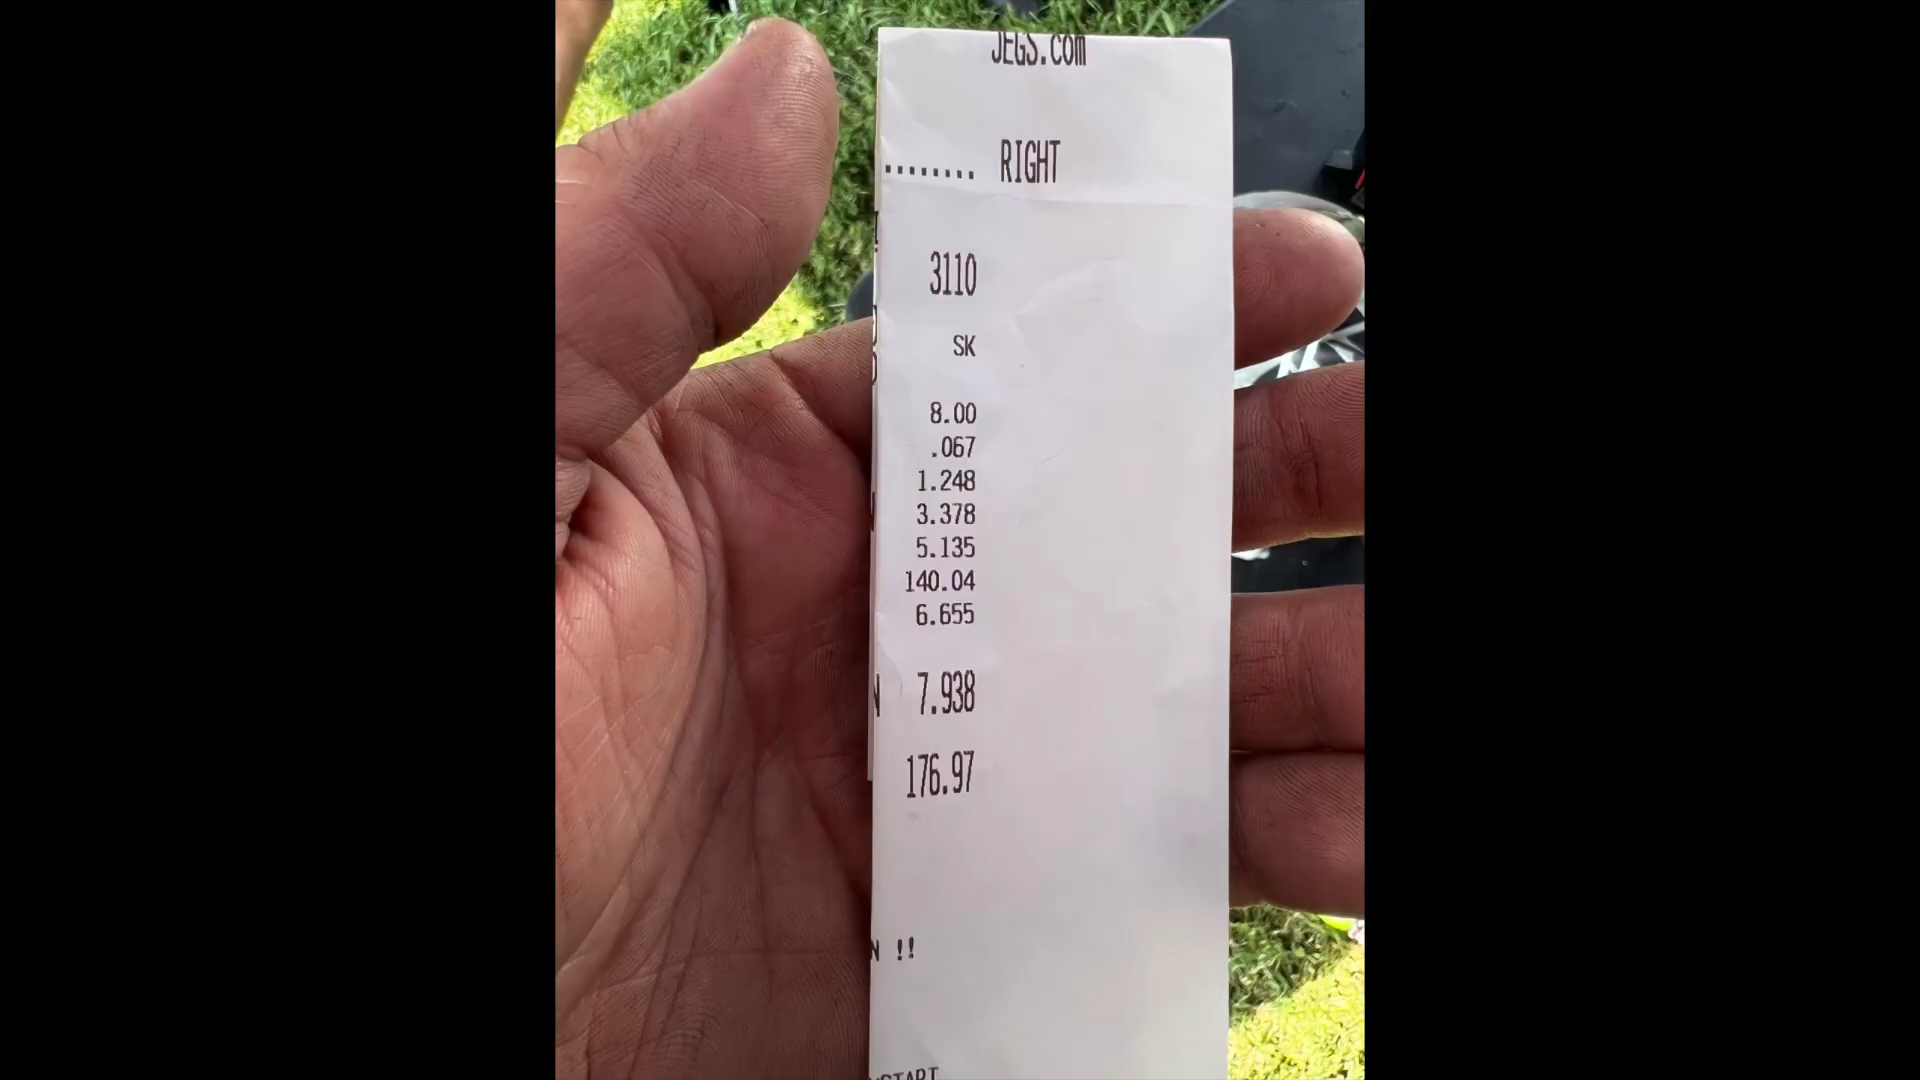 JEGS.com
........ RIGHT
3110
SK
8.00
.067
1.248
3.378
5.135
140.04
6.655
N 7.938
176.97
N !!
START